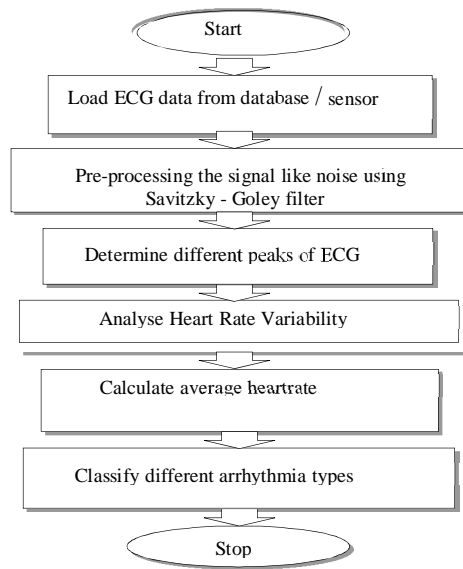 Start
Load ECG data from database / sensor
Pre-processing the signal like noise using
Savitzky - Goley filter
Determine different peaks of ECG
Analyse Heart Rate Variability
Calculate average heartrate
Classify different arrhythmia types
Stop